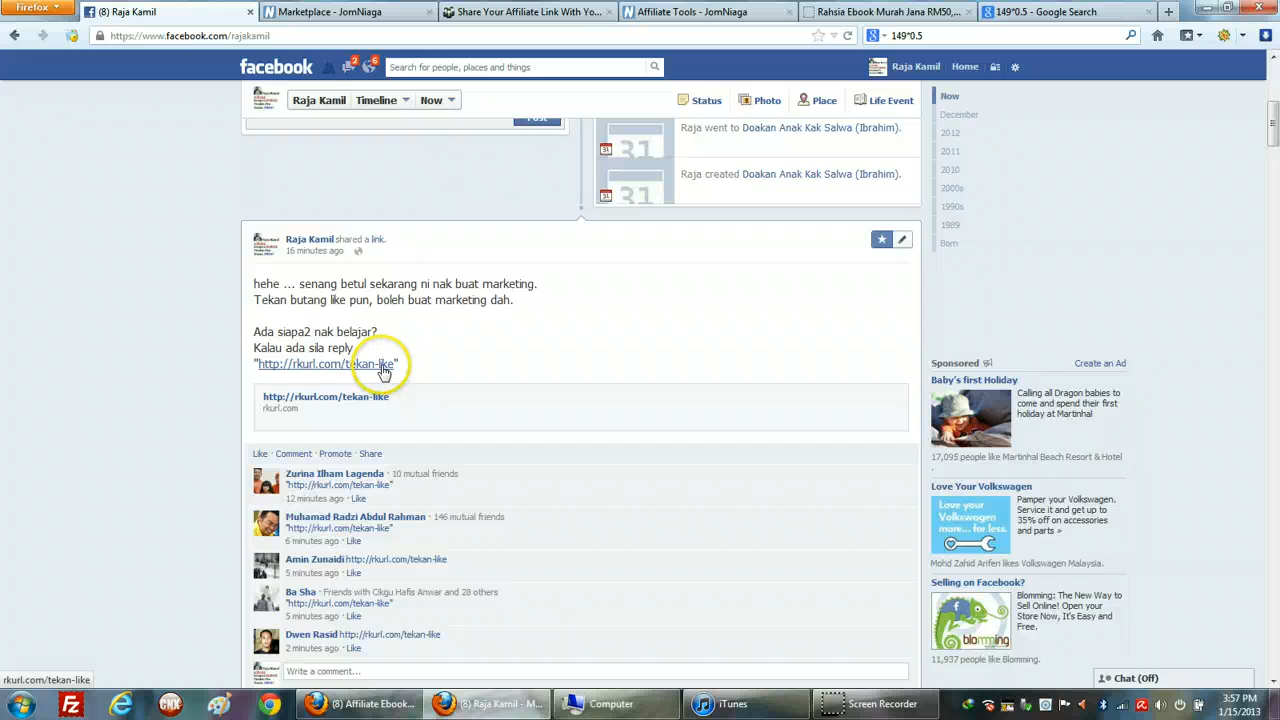 Firefox
(8) Raja Kamil
Marketplace - JomNiaga
Share Your Affiliate Link With Yo...
Affiliate Tools - JomNiaga
Rahsia Ebook Murah Jana RM50,...
149*0.5 - Google Search
https://www.facebook.com/rajakamil
149*0.5
facebook
2
6
Search for people, places and things
Raja Kamil
Home
Raja Kamil
Timeline
Now
Status
Photo
Place
Life Event
Post
31
Raja went to Doakan Anak Kak Salwa (Ibrahim).
31
Raja created Doakan Anak Kak Salwa (Ibrahim).
Now
December
2012
2011
2010
2000s
1990s
1989
Born
Raja Kamil shared a link.
16 minutes ago
hehe ... senang betul sekarang ni nak buat marketing.
Tekan butang like pun, boleh buat marketing dah.
Ada siapa2 nak belajar?
Kalau ada sila reply
"http://rkurl.com/tekan-like"
http://rkurl.com/tekan-like
rkurl.com
Like · Comment · Promote · Share
Zurina Ilham Lagenda · 10 mutual friends
"http://rkurl.com/tekan-like"
12 minutes ago · Like
Muhamad Radzi Abdul Rahman · 146 mutual friends
"http://rkurl.com/tekan-like"
6 minutes ago · Like
Amin Zunaidi http://rkurl.com/tekan-like
5 minutes ago · Like
Ba Sha · Friends with Cikgu Hafis Anwar and 28 others
"http://rkurl.com/tekan-like"
5 minutes ago · Like
Dwen Rasid http://rkurl.com/tekan-like
2 minutes ago · Like
Write a comment...
Sponsored
Create an Ad
Baby's first Holiday
Calling all Dragon babies to
come and spend their first
holiday at Martinhal
17,095 people like Martinhal Beach Resort & Hotel
.
Love Your Volkswagen
Love your
Volkswagen
more... for less.
Pamper your Volkswagen.
Service it and get up to
35% off on accessories
and parts »
Mohd Zahid Arifen likes Volkswagen Malaysia.
Selling on Facebook?
blomming
Blomming: The New Way to
Sell Online! Open your
Store Now, It's Easy and
Free.
11,937 people like Blomming.
Chat (Off)
rkurl.com/tekan-like
Affiliate Ebook...
(8) Raja Kamil - M...
Computer
iTunes
Screen Recorder
3:57 PM
1/15/2013